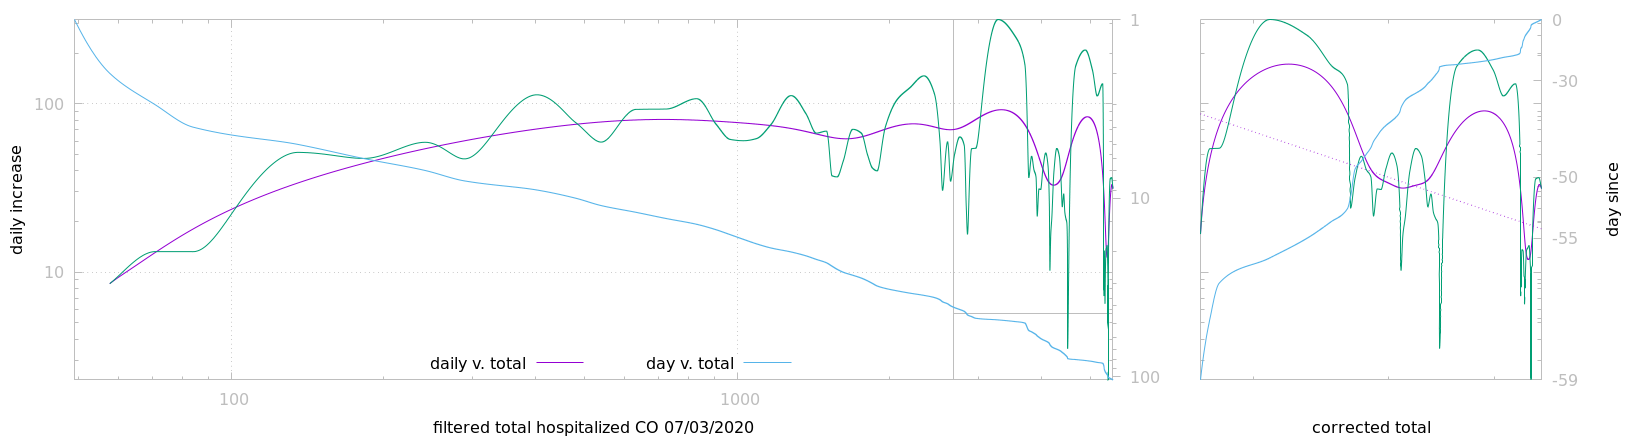 daily increase
100
10
daily v. total
day v. total
100
1000
filtered total hospitalized CO 07/03/2020
1
10
100
0
-30
-50
-55
-59
day since
corrected total